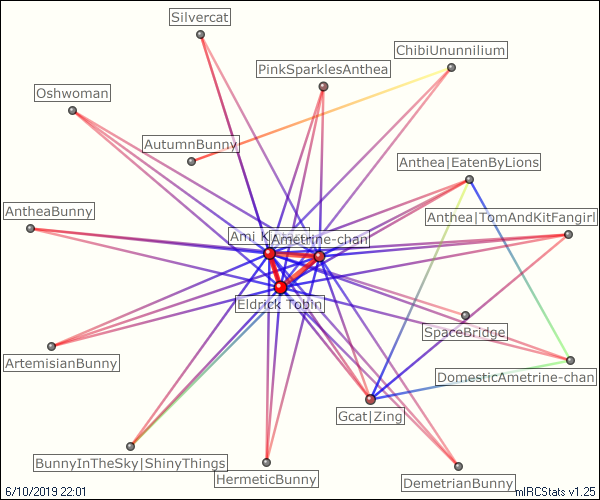 Silvercat
ChibiUnunnilium
PinkSparklesAnthea
Oshwoman
AutumnBunny
Anthea|EatenByLions
AntheaBunny
Anthea|TomAndKitFangirl
Ami
Ametrine-chan
Eldrick Tobin
SpaceBridge
ArtemisianBunny
DomesticAmetrine-chan
Gcat|Zing
BunnyInTheSky|ShinyThings
HermeticBunny
DemetrianBunny
6/10/2019 22:01
mIRCStats v1.25